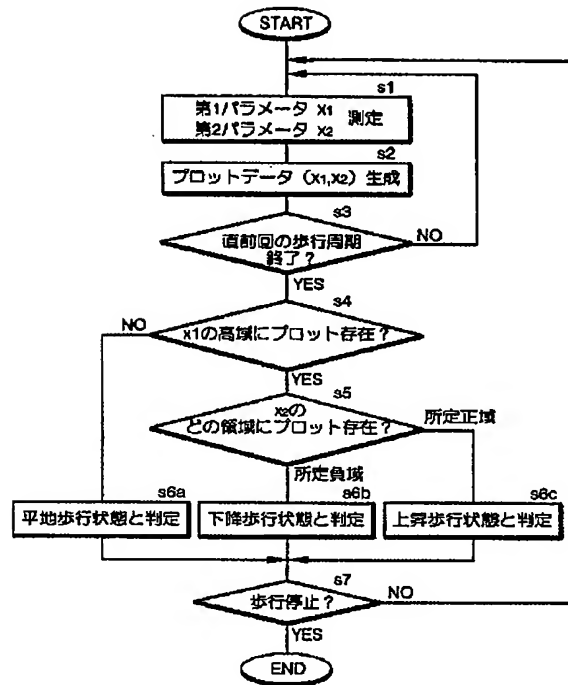 START
s1
第1パラメータ x1
第2パラメータ x2
測定
s2
プロットデータ (x1,x2) 生成
s3
直前回の歩行周期
終了?
NO
YES
s4
NO
x1の高域にプロット存在?
YES
s5
x2の
どの領域にプロット存在?
所定正域
所定負域
s6a
s6b
s6c
平地歩行状態と判定
下降歩行状態と判定
上昇歩行状態と判定
s7
歩行停止?
NO
YES
END